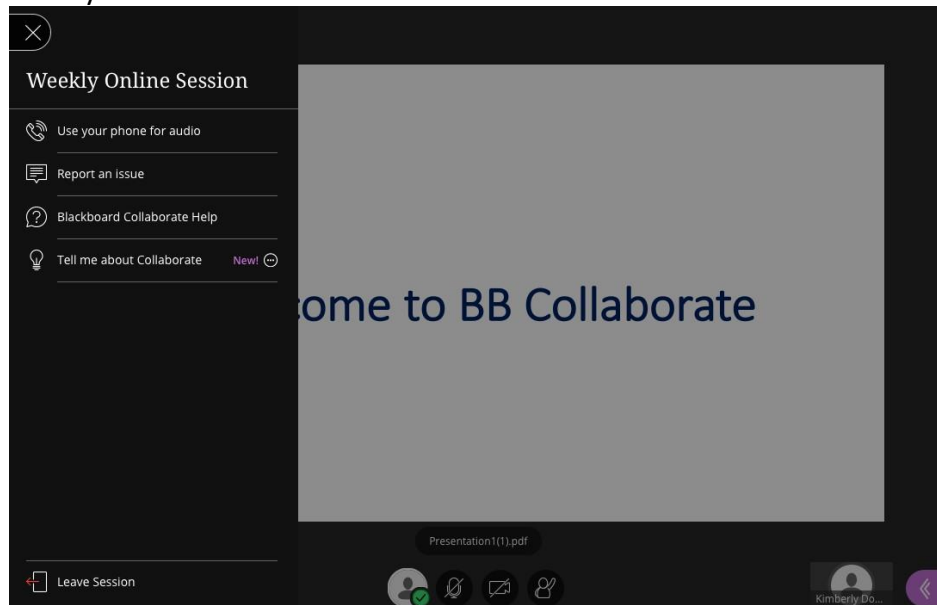 Weekly Online Session
Use your phone for audio
Report an issue
Blackboard Collaborate Help
Tell me about Collaborate New!
ome to BB Collaborate
Presentation1(1).pdf
Leave Session
Kimberly Do...